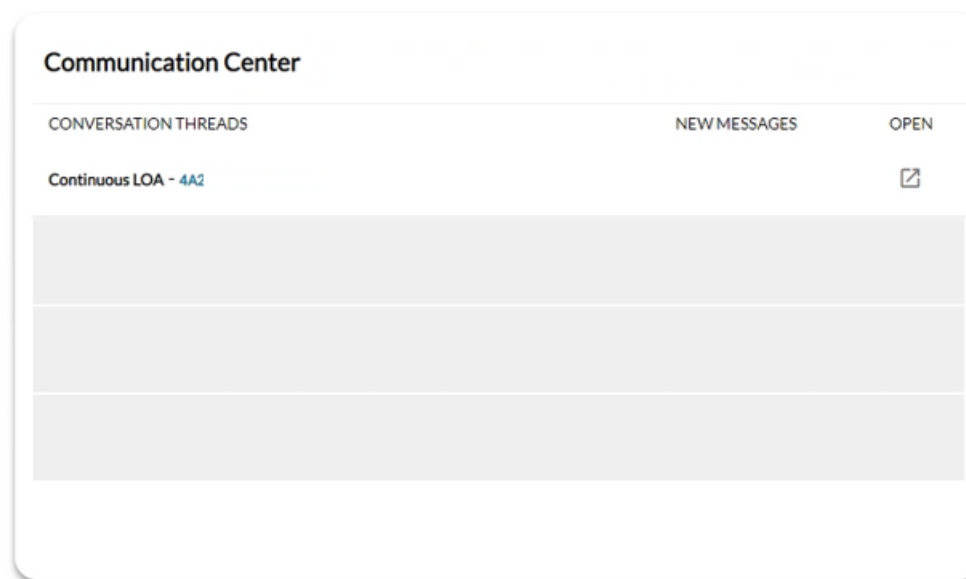 Communication Center
CONVERSATION THREADS NEW MESSAGES OPEN
Continuous LOA - 4A2